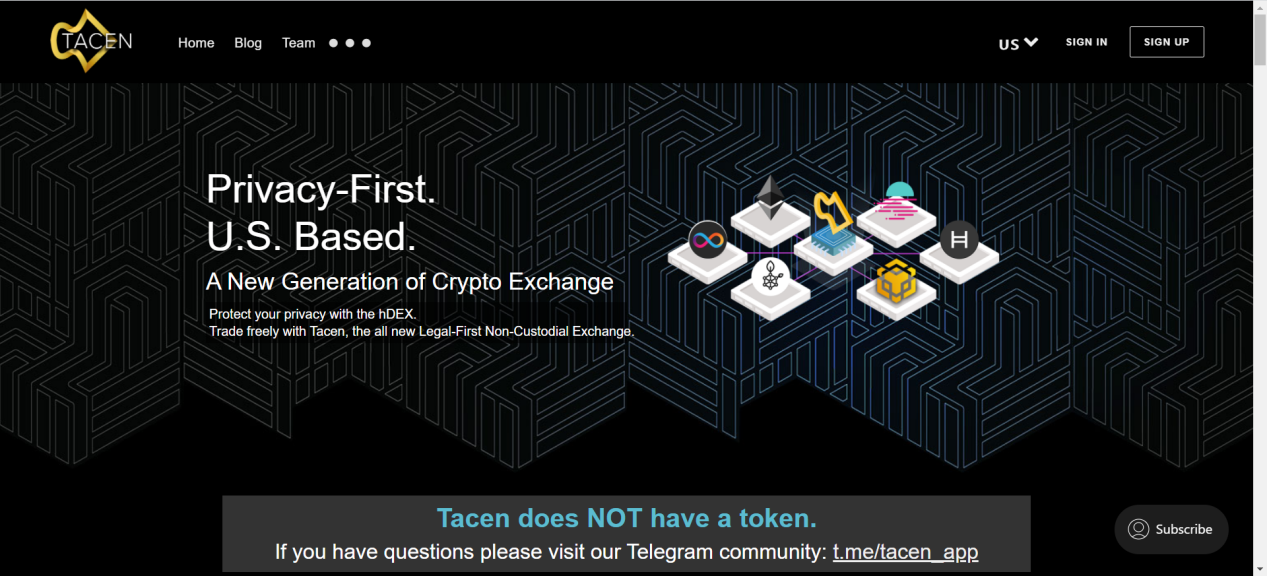 TACEN
Home Blog Team
US SIGN IN SIGN UP
Privacy-First.
U.S. Based.
A New Generation of Crypto Exchange
Protect your privacy with the hDEX.
Trade freely with Tacen, the all new Legal-First Non-Custodial Exchange.
Tacen does NOT have a token.
If you have questions please visit our Telegram community: t.me/tacen_app
Subscribe